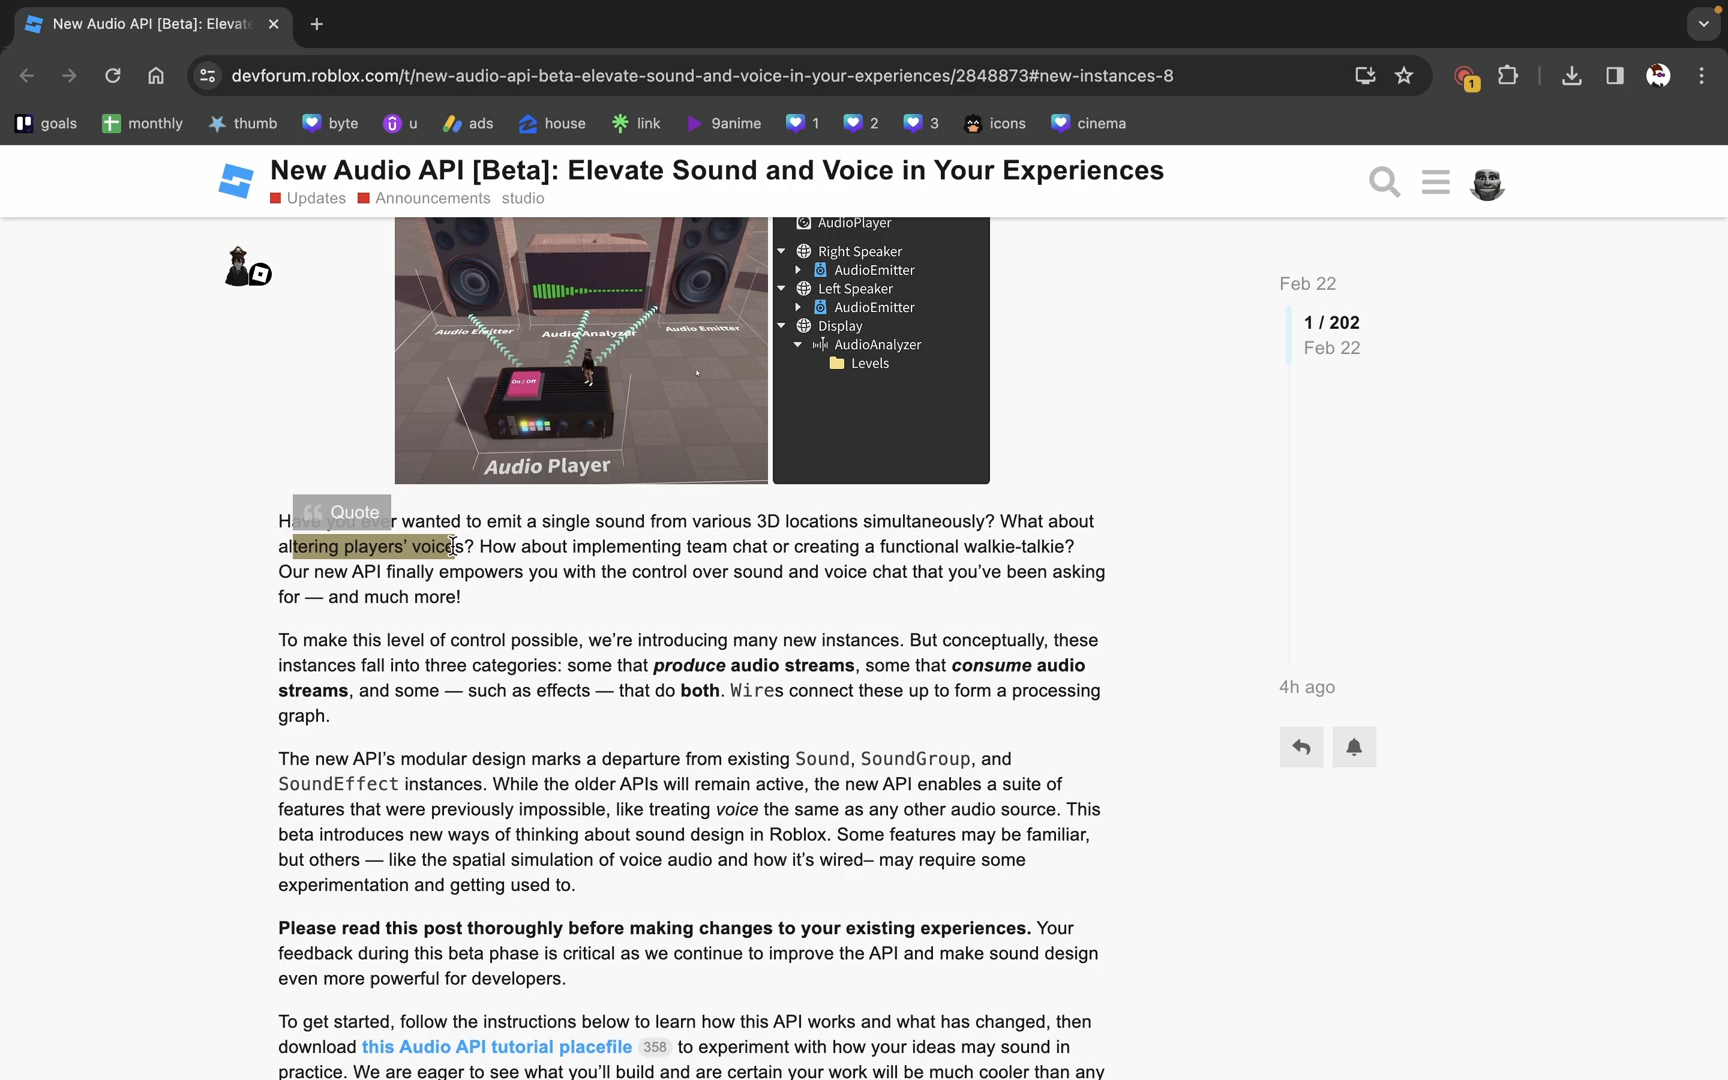 New Audio API [Beta]: Elevate
devforum.roblox.com/t/new-audio-api-beta-elevate-sound-and-voice-in-your-experiences/2848873#new-instances-8
1
goals
monthly
thumb
byte
u
ads
house
link
9anime
1
2
3
icons
cinema
New Audio API [Beta]: Elevate Sound and Voice in Your Experiences
Updates Announcements studio
AudioPlayer
Right Speaker
AudioEmitter
Left Speaker
AudioEmitter
Display
AudioAnalyzer
Levels
Audio Emitter
Audio Analyzer
Audio Emitter
On / Off
Audio Player
Feb 22
1 / 202
Feb 22
4h ago
Quote
Have you ever wanted to emit a single sound from various 3D locations simultaneously? What about
altering players’ voices? How about implementing team chat or creating a functional walkie-talkie?
Our new API finally empowers you with the control over sound and voice chat that you’ve been asking
for — and much more!
To make this level of control possible, we’re introducing many new instances. But conceptually, these
instances fall into three categories: some that produce audio streams, some that consume audio
streams, and some — such as effects — that do both. Wires connect these up to form a processing
graph.
The new API’s modular design marks a departure from existing Sound, SoundGroup, and
SoundEffect instances. While the older APIs will remain active, the new API enables a suite of
features that were previously impossible, like treating voice the same as any other audio source. This
beta introduces new ways of thinking about sound design in Roblox. Some features may be familiar,
but others — like the spatial simulation of voice audio and how it’s wired– may require some
experimentation and getting used to.
Please read this post thoroughly before making changes to your existing experiences. Your
feedback during this beta phase is critical as we continue to improve the API and make sound design
even more powerful for developers.
To get started, follow the instructions below to learn how this API works and what has changed, then
download this Audio API tutorial placefile 358 to experiment with how your ideas may sound in
practice. We are eager to see what you’ll build and are certain your work will be much cooler than any